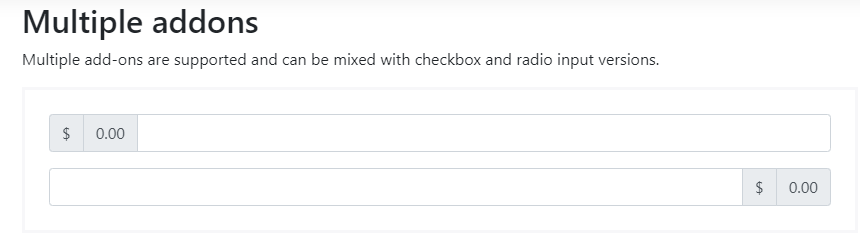 Multiple addons
Multiple add-ons are supported and can be mixed with checkbox and radio input versions.
$ 0.00
$ 0.00